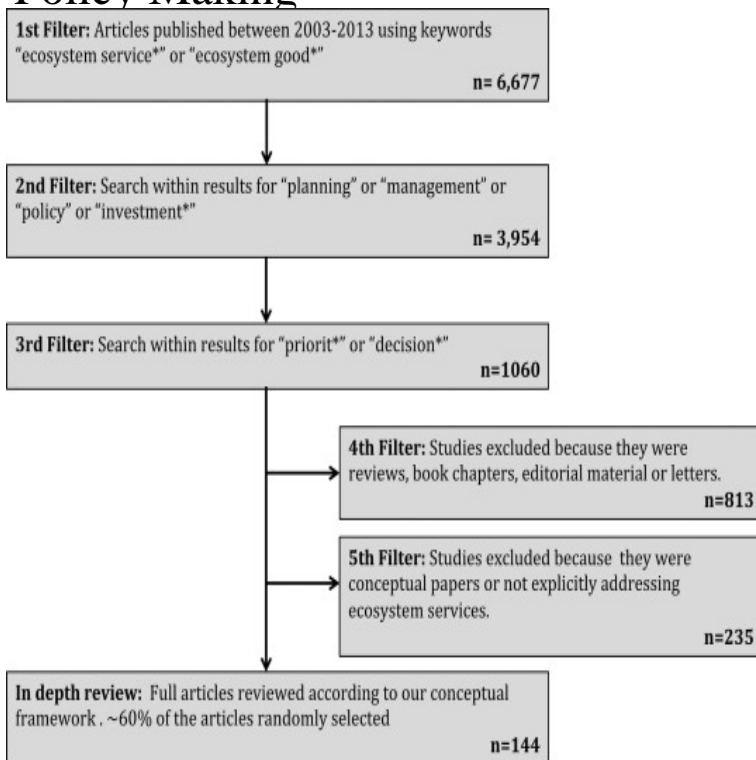 Policy Making
1st Filter: Articles published between 2003-2013 using keywords
"ecosystem service*" or "ecosystem good*"
n= 6,677
2nd Filter: Search within results for "planning" or "management" or
"policy" or "investment*"
n= 3,954
3rd Filter: Search within results for "priorit*" or "decision*"
n=1060
4th Filter: Studies excluded because they were
reviews, book chapters, editorial material or letters.
n=813
5th Filter: Studies excluded because they were
conceptual papers or not explicitly addressing
ecosystem services.
n=235
In depth review: Full articles reviewed according to our conceptual
framework . ~60% of the articles randomly selected
n=144